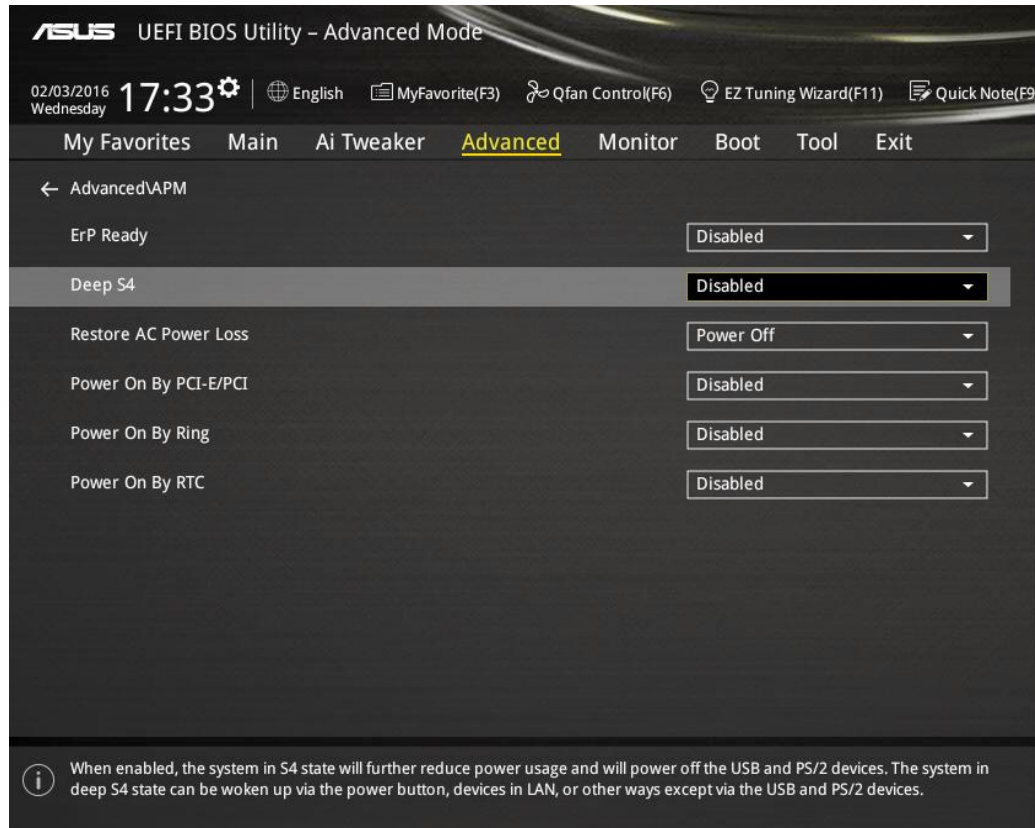 ASUS UEFI BIOS Utility – Advanced Mode
02/03/2016
Wednesday
17:33
English MyFavorite(F3) Qfan Control(F6) EZ Tuning Wizard(F11) Quick Note(F9
My Favorites Main Ai Tweaker Advanced Monitor Boot Tool Exit
← Advanced\APM
ErP Ready Disabled
Deep S4 Disabled
Restore AC Power Loss Power Off
Power On By PCI-E/PCI Disabled
Power On By Ring Disabled
Power On By RTC Disabled
When enabled, the system in S4 state will further reduce power usage and will power off the USB and PS/2 devices. The system in
deep S4 state can be woken up via the power button, devices in LAN, or other ways except via the USB and PS/2 devices.